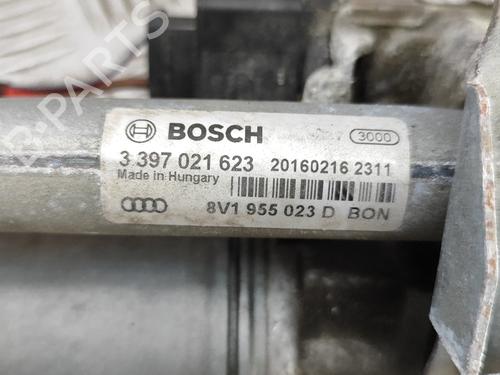 BOSCH 3000
3 397 021 623 20160216 2311
Made in Hungary
8V1 955 023 D BON
B-PARTS